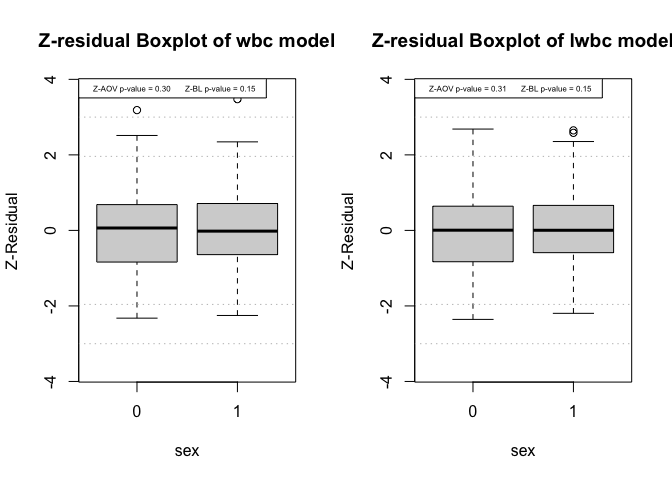 Z-residual Boxplot of wbc model
Z-AOV p-value = 0.30 Z-BL p-value = 0.15
4
2
0
-2
-4
Z-Residual
0 1
sex
Z-residual Boxplot of lwbc model
Z-AOV p-value = 0.31 Z-BL p-value = 0.15
4
2
0
-2
-4
Z-Residual
0 1
sex